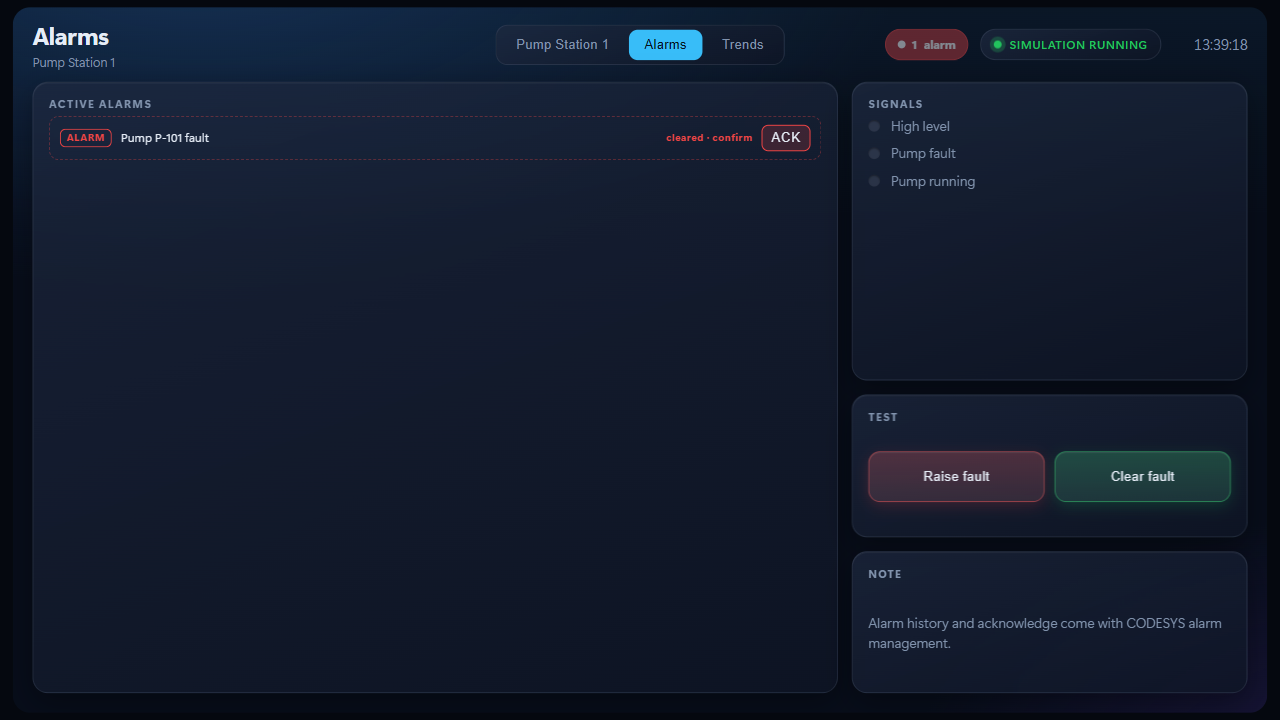 Alarms
Pump Station 1
Pump Station 1
Alarms
Trends
1 alarm
SIMULATION RUNNING
13:39:18
ACTIVE ALARMS
ALARM Pump P-101 fault cleared · confirm ACK
SIGNALS
High level
Pump fault
Pump running
TEST
Raise fault
Clear fault
NOTE
Alarm history and acknowledge come with CODESYS alarm
management.